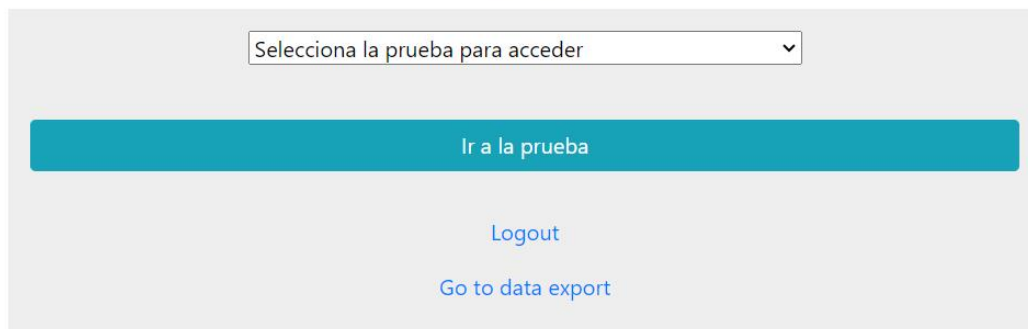 Selecciona la prueba para acceder
Ir a la prueba
Logout
Go to data export